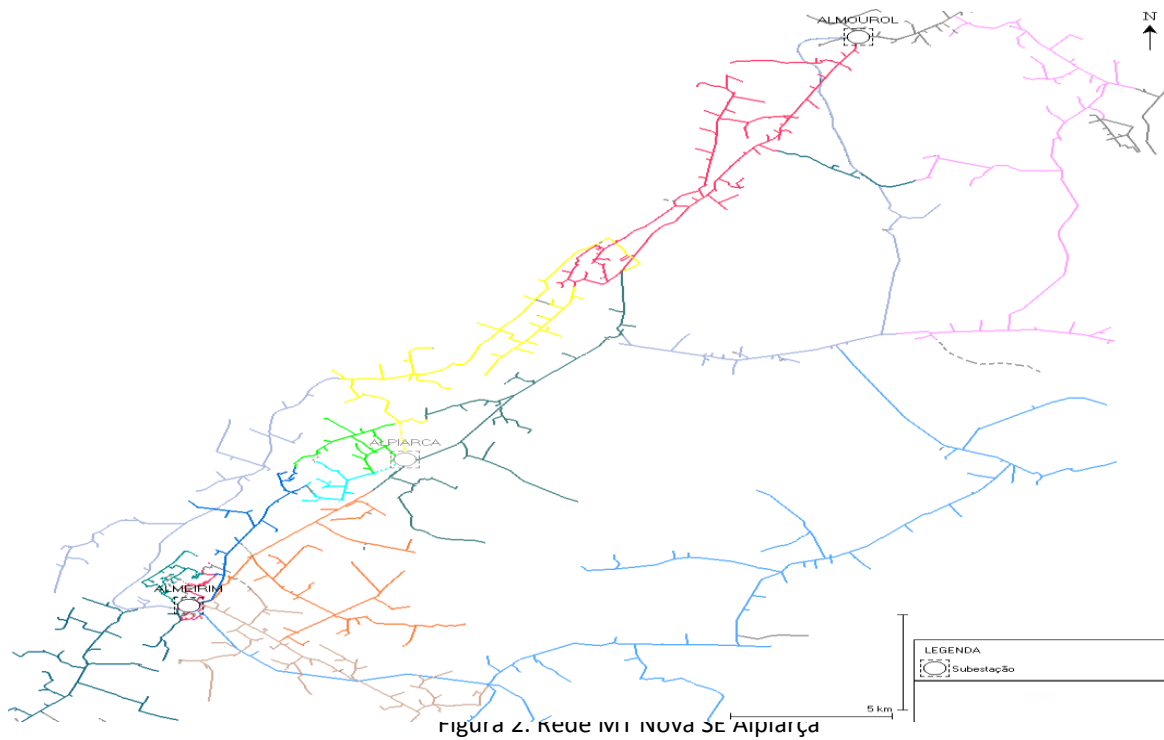 ALMOUROL
N
ALPIARCA
ALMEIRIM
LEGENDA
Subestação
5 km
Figura 2. Rede MT Nova SE Alpiarça